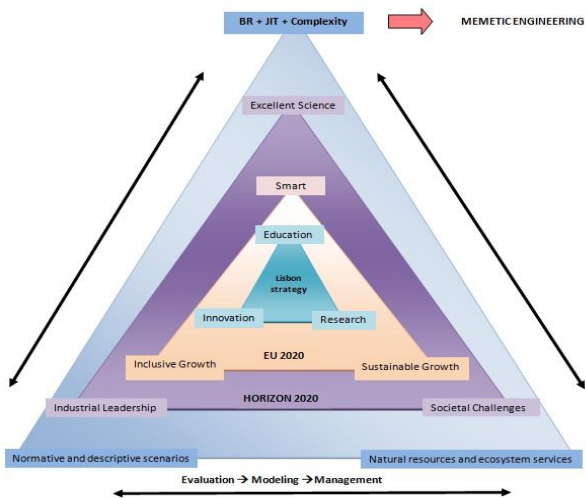 BR + JIT + Complexity
MEMETIC ENGINEERING
Excellent Science
Smart
Education
Lisbon
strategy
Innovation
Research
EU 2020
Inclusive Growth
Sustainable Growth
HORIZON 2020
Industrial Leadership
Societal Challenges
Normative and descriptive scenarios
Natural resources and ecosystem services
Evaluation → Modeling →Management